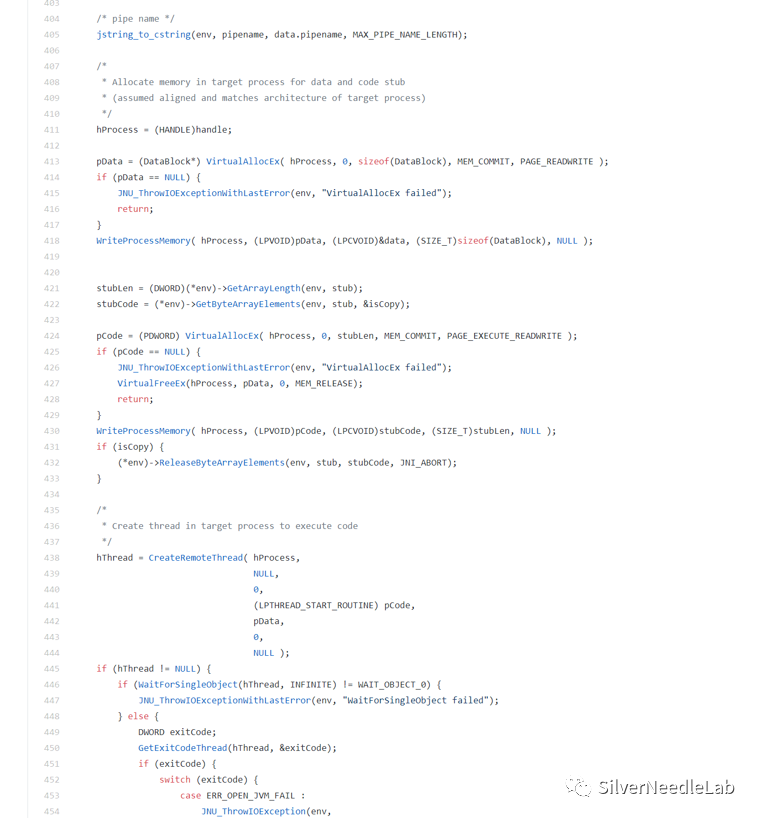 403
404 /* pipe name */
405 jstring_to_cstring(env, pipename, data.pipename, MAX_PIPE_NAME_LENGTH);
406
407 /*
408  * Allocate memory in target process for data and code stub
409  * (assumed aligned and matches architecture of target process)
410  */
411 hProcess = (HANDLE)handle;
412
413 pData = (DataBlock*) VirtualAllocEx( hProcess, 0, sizeof(DataBlock), MEM_COMMIT, PAGE_READWRITE );
414 if (pData == NULL) {
415     JNU_ThrowIOExceptionWithLastError(env, "VirtualAllocEx failed");
416     return;
417 }
418 WriteProcessMemory( hProcess, (LPVOID)pData, (LPCVOID)&data, (SIZE_T)sizeof(DataBlock), NULL );
419
420
421 stubLen = (DWORD)(*env)->GetArrayLength(env, stub);
422 stubCode = (*env)->GetByteArrayElements(env, stub, &isCopy);
423
424 pCode = (PDWORD) VirtualAllocEx( hProcess, 0, stubLen, MEM_COMMIT, PAGE_EXECUTE_READWRITE );
425 if (pCode == NULL) {
426     JNU_ThrowIOExceptionWithLastError(env, "VirtualAllocEx failed");
427     VirtualFreeEx(hProcess, pData, 0, MEM_RELEASE);
428     return;
429 }
430 WriteProcessMemory( hProcess, (LPVOID)pCode, (LPCVOID)stubCode, (SIZE_T)stubLen, NULL );
431 if (isCopy) {
432     (*env)->ReleaseByteArrayElements(env, stub, stubCode, JNI_ABORT);
433 }
434
435 /*
436  * Create thread in target process to execute code
437  */
438 hThread = CreateRemoteThread( hProcess,
439                               NULL,
440                               0,
441                               (LPTHREAD_START_ROUTINE) pCode,
442                               pData,
443                               0,
444                               NULL );
445 if (hThread != NULL) {
446     if (WaitForSingleObject(hThread, INFINITE) != WAIT_OBJECT_0) {
447         JNU_ThrowIOExceptionWithLastError(env, "WaitForSingleObject failed");
448     } else {
449         DWORD exitCode;
450         GetExitCodeThread(hThread, &exitCode);
451         if (exitCode) {
452             switch (exitCode) {
453                 case ERR_OPEN_JVM_FAIL :
454                     JNU_ThrowIOException(env,
SilverNeedleLab